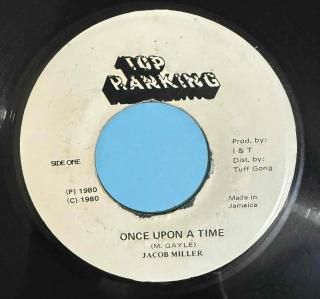 TOP
RANKING
SIDE ONE
(P) 1980
(C) 1980
Prod. by:
I & T
Dist. by:
Tuff Gong
Made in
Jamaica
ONCE UPON A TIME
(M. GAYLE)
JACOB MILLER